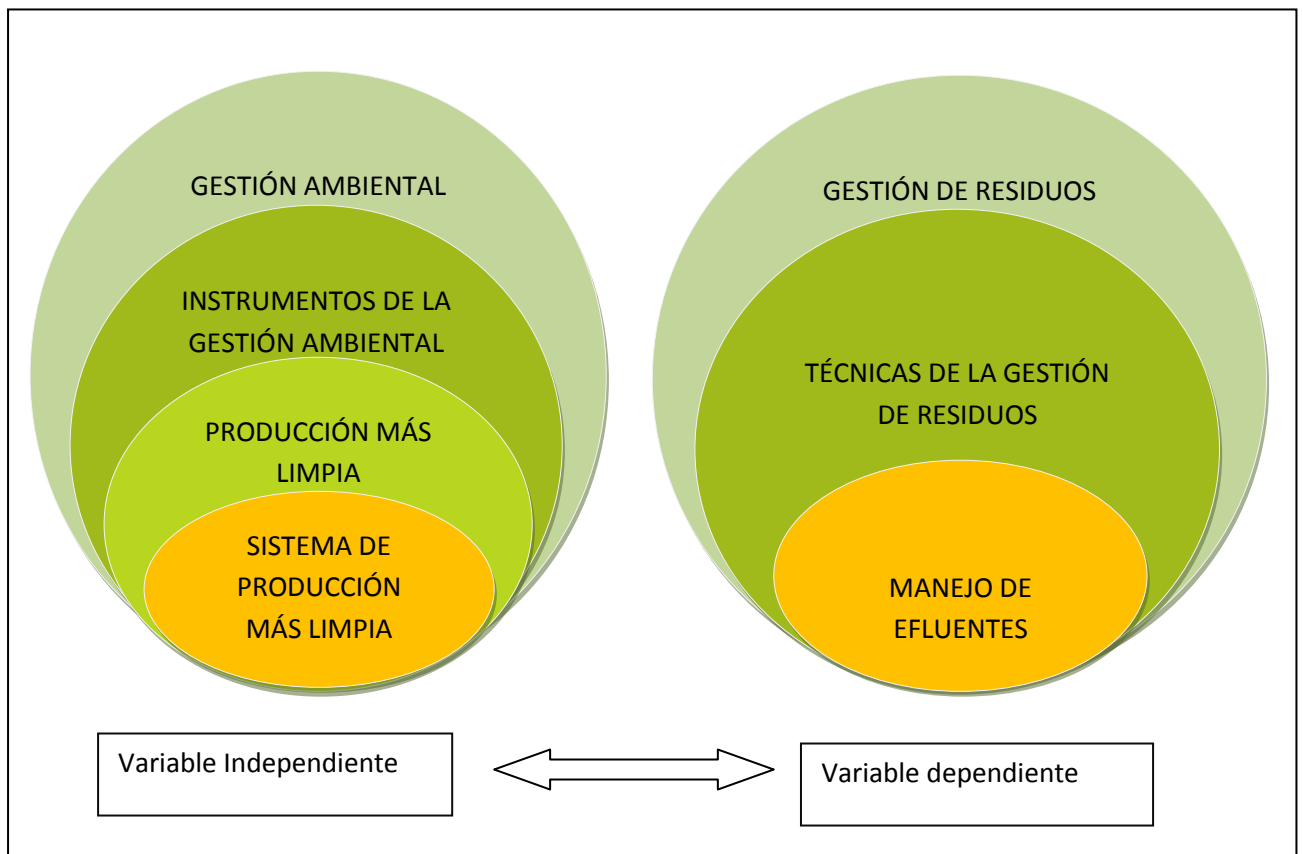 GESTIÓN AMBIENTAL
INSTRUMENTOS DE LA
GESTIÓN AMBIENTAL
PRODUCCIÓN MÁS
LIMPIA
SISTEMA DE
PRODUCCIÓN
MÁS LIMPIA
GESTIÓN DE RESIDUOS
TÉCNICAS DE LA GESTIÓN
DE RESIDUOS
MANEJO DE
EFLUENTES
Variable Independiente
Variable dependiente